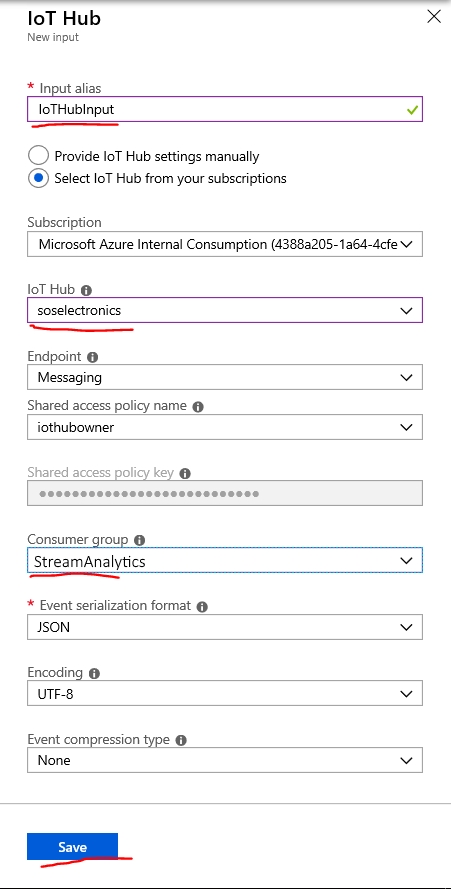 IoT Hub
New input
* Input alias
IoTHubInput
Provide IoT Hub settings manually
Select IoT Hub from your subscriptions
Subscription
Microsoft Azure Internal Consumption (4388a205-1a64-4cfe
IoT Hub
soselectronics
Endpoint
Messaging
Shared access policy name
iothubowner
Shared access policy key
•••••••••••••••••••••••••••
Consumer group
StreamAnalytics
* Event serialization format
JSON
Encoding
UTF-8
Event compression type
None
Save